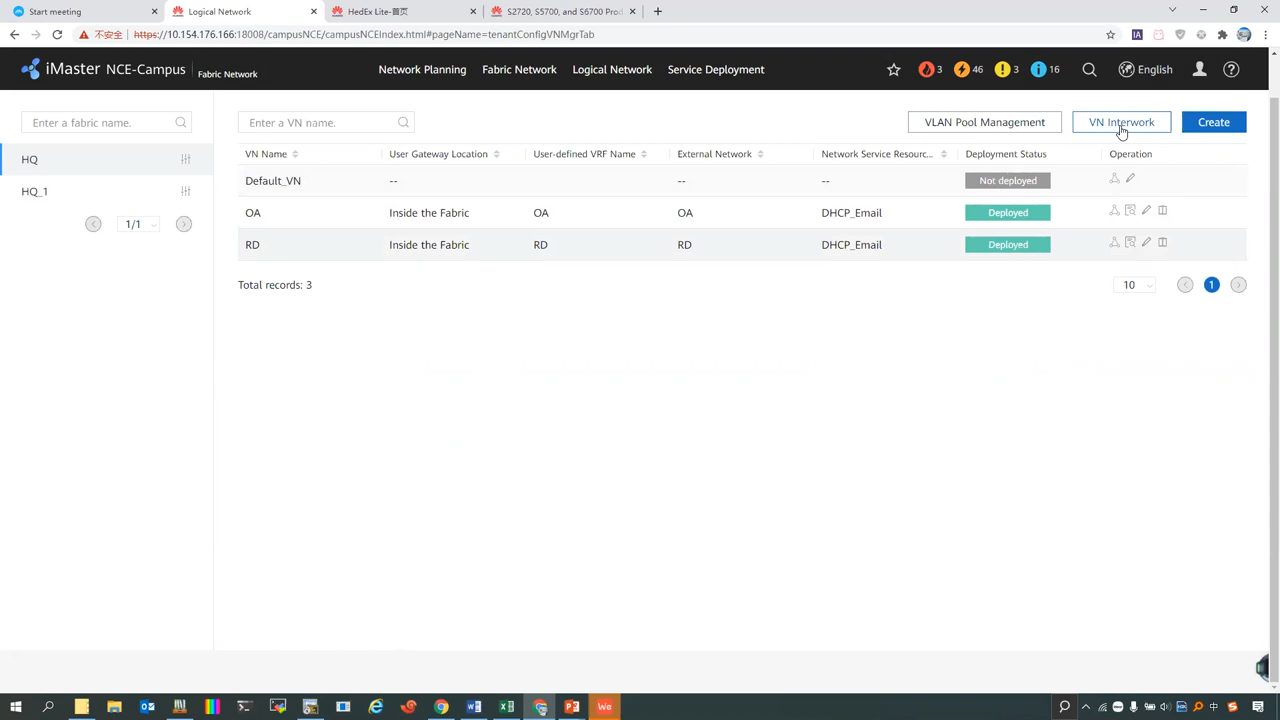 Start meeting
Logical Network
HedEx Lite-首页
S2720, S5700, and S6700 Prod
不安全
https://10.154.176.166:18008/campusNCE/campusNCEIndex.html#pageName=tenantConfigVNMgrTab
iMaster NCE-Campus
Fabric Network
Network Planning
Fabric Network
Logical Network
Service Deployment
3
46
3
16
English
Enter a fabric name.
Enter a VN name.
VLAN Pool Management
VN Interwork
Create
HQ
HQ_1
1/1
VN Name User Gateway Location User-defined VRF Name External Network Network Service Resourc... Deployment Status Operation
Default_VN -- -- -- Not deployed
OA Inside the Fabric OA OA DHCP_Email Deployed
RD Inside the Fabric RD RD DHCP_Email Deployed
Total records: 3
10
1
We
中